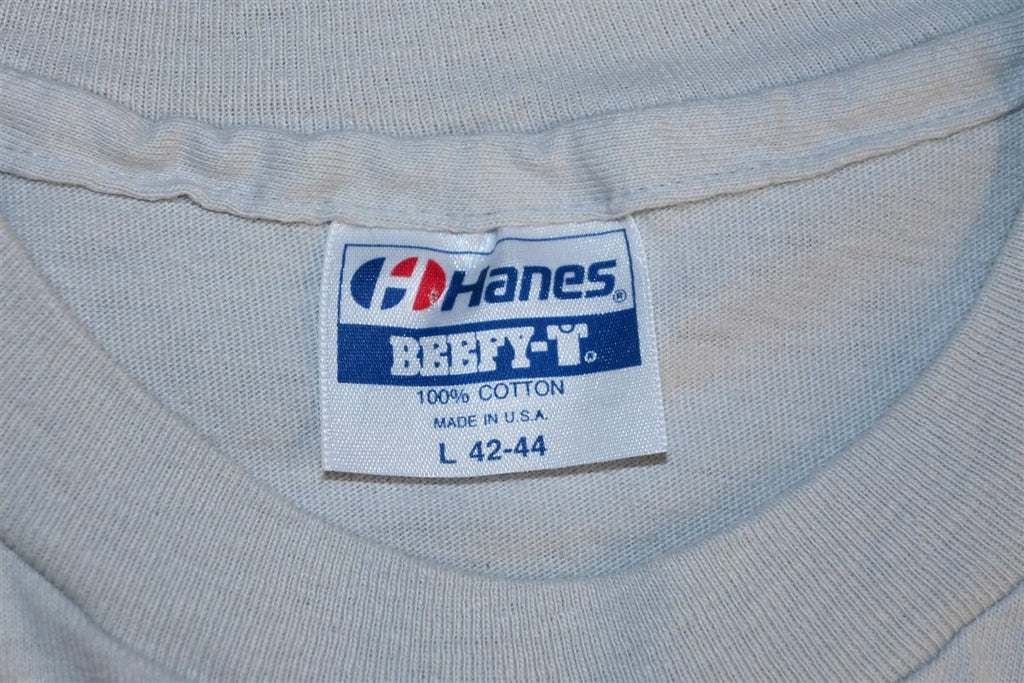 Hanes®
BEEFY-T®
100% COTTON
MADE IN U.S.A.
L 42-44